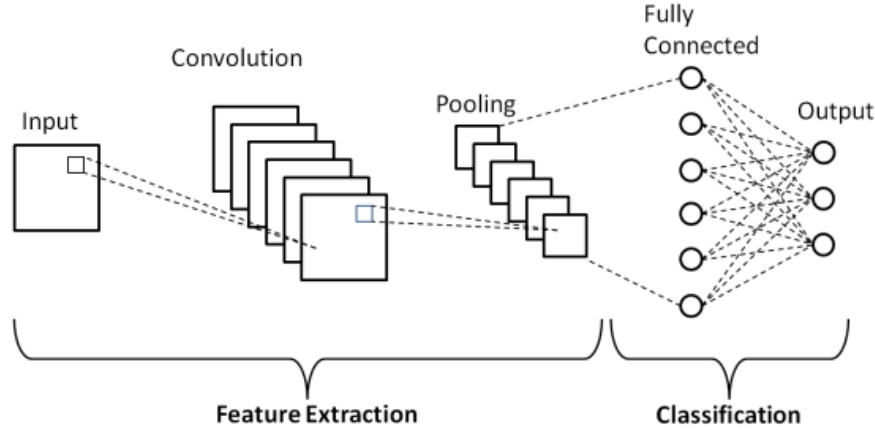 Fully
Connected
Convolution
Pooling
Output
Input
Feature Extraction
Classification